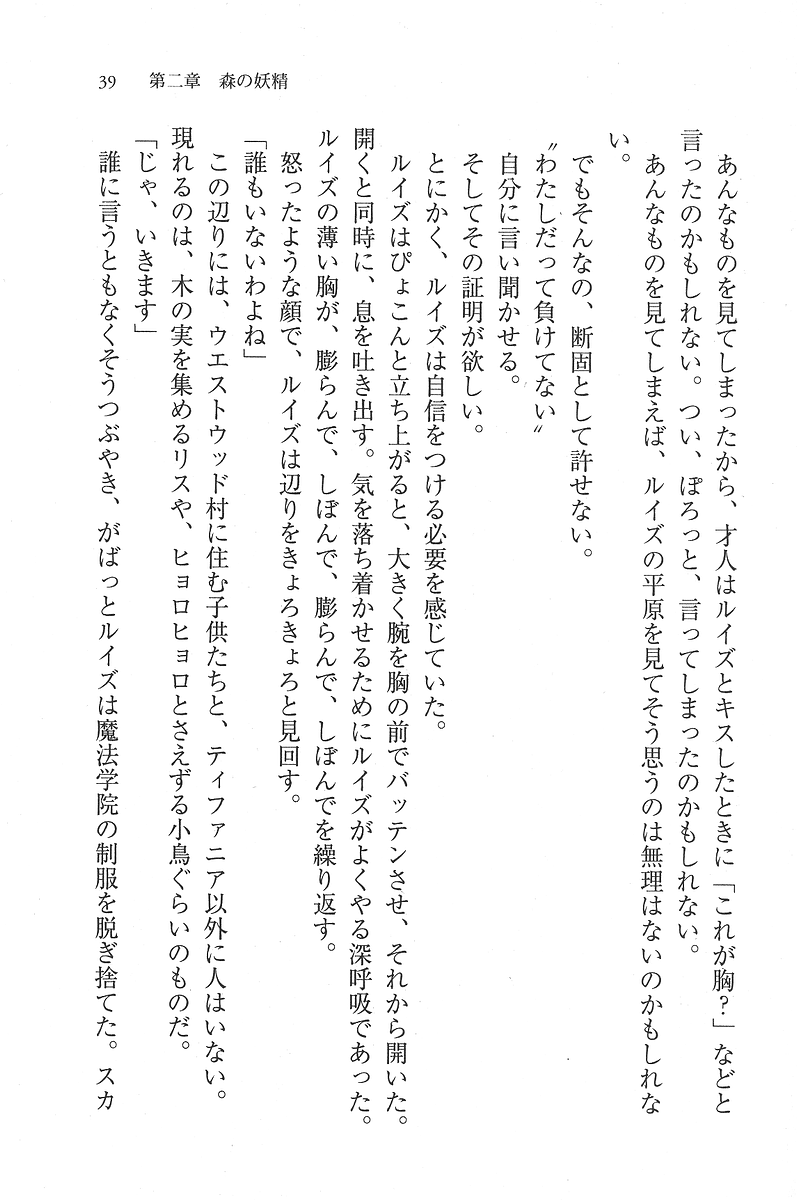 39　第二章　森の妖精
　あんなものを見てしまったから、才人はルイズとキスしたときに「これが胸？」などと
言ったのかもしれない。つい、ぽろっと、言ってしまったのかもしれない。
　あんなものを見てしまえば、ルイズの平原を見てそう思うのは無理はないのかもしれな
い。
　でもそんなの、断固として許せない。
〝わたしだって負けてない〟
　自分に言い聞かせる。
　そしてその証明が欲しい。
　とにかく、ルイズは自信をつける必要を感じていた。
　ルイズはぴょこんと立ち上がると、大きく腕を胸の前でバッテンさせ、それから開いた。
開くと同時に、息を吐き出す。気を落ち着かせるためにルイズがよくやる深呼吸であった。
ルイズの薄い胸が、膨らんで、しぼんで、膨らんで、しぼんでを繰り返す。
　怒ったような顔で、ルイズは辺りをきょろきょろと見回す。
「誰もいないわよね」
　この辺りには、ウエストウッド村に住む子供たちと、ティファニア以外に人はいない。
現れるのは、木の実を集めるリスや、ヒョロヒョロとさえずる小鳥ぐらいのものだ。
「じゃ、いきます」
　誰に言うともなくそうつぶやき、がばっとルイズは魔法学院の制服を脱ぎ捨てた。スカ